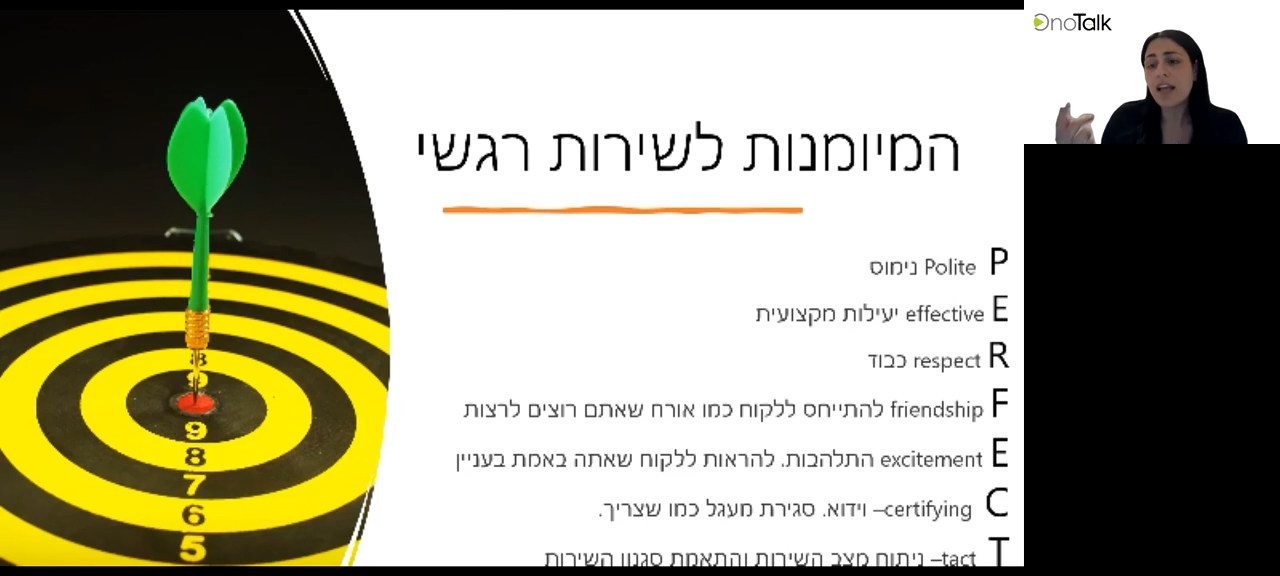 OnoTalk
המיומנות לשירות רגשי
P Polite נימוס
E effective יעילות מקצועית
R respect כבוד
F friendship להתייחס ללקוח כמו אורח שאתם רוצים לרצות
E excitement התלהבות. להראות ללקוח שאתה באמת בעניין
C certifying– וידוא. סגירת מעגל כמו שצריך.
T tact– ניתוח מצב השירות והתאמת סגנון השירות
8
9
9
8
7
6
5